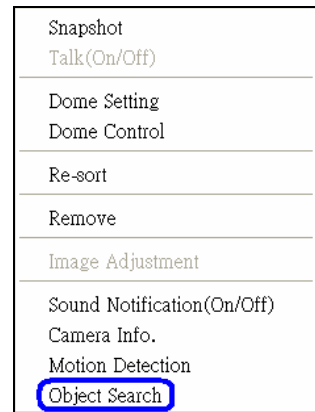 Snapshot
Talk(On/Off)
Dome Setting
Dome Control
Re-sort
Remove
Image Adjustment
Sound Notification(On/Off)
Camera Info.
Motion Detection
Object Search